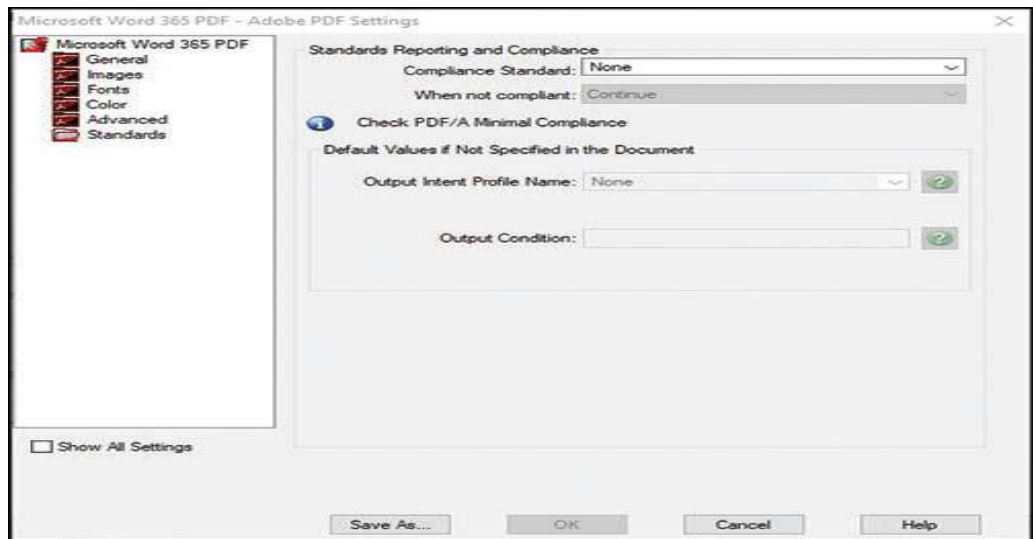 Microsoft Word 365 PDF - Adobe PDF Settings
Microsoft Word 365 PDF
General
Images
Fonts
Color
Advanced
Standards
Show All Settings
Standards Reporting and Compliance
Compliance Standard: None
When not compliant: Continue
Check PDF/A Minimal Compliance
Default Values if Not Specified in the Document
Output Intent Profile Name: None
Output Condition:
Save As...
OK
Cancel
Help